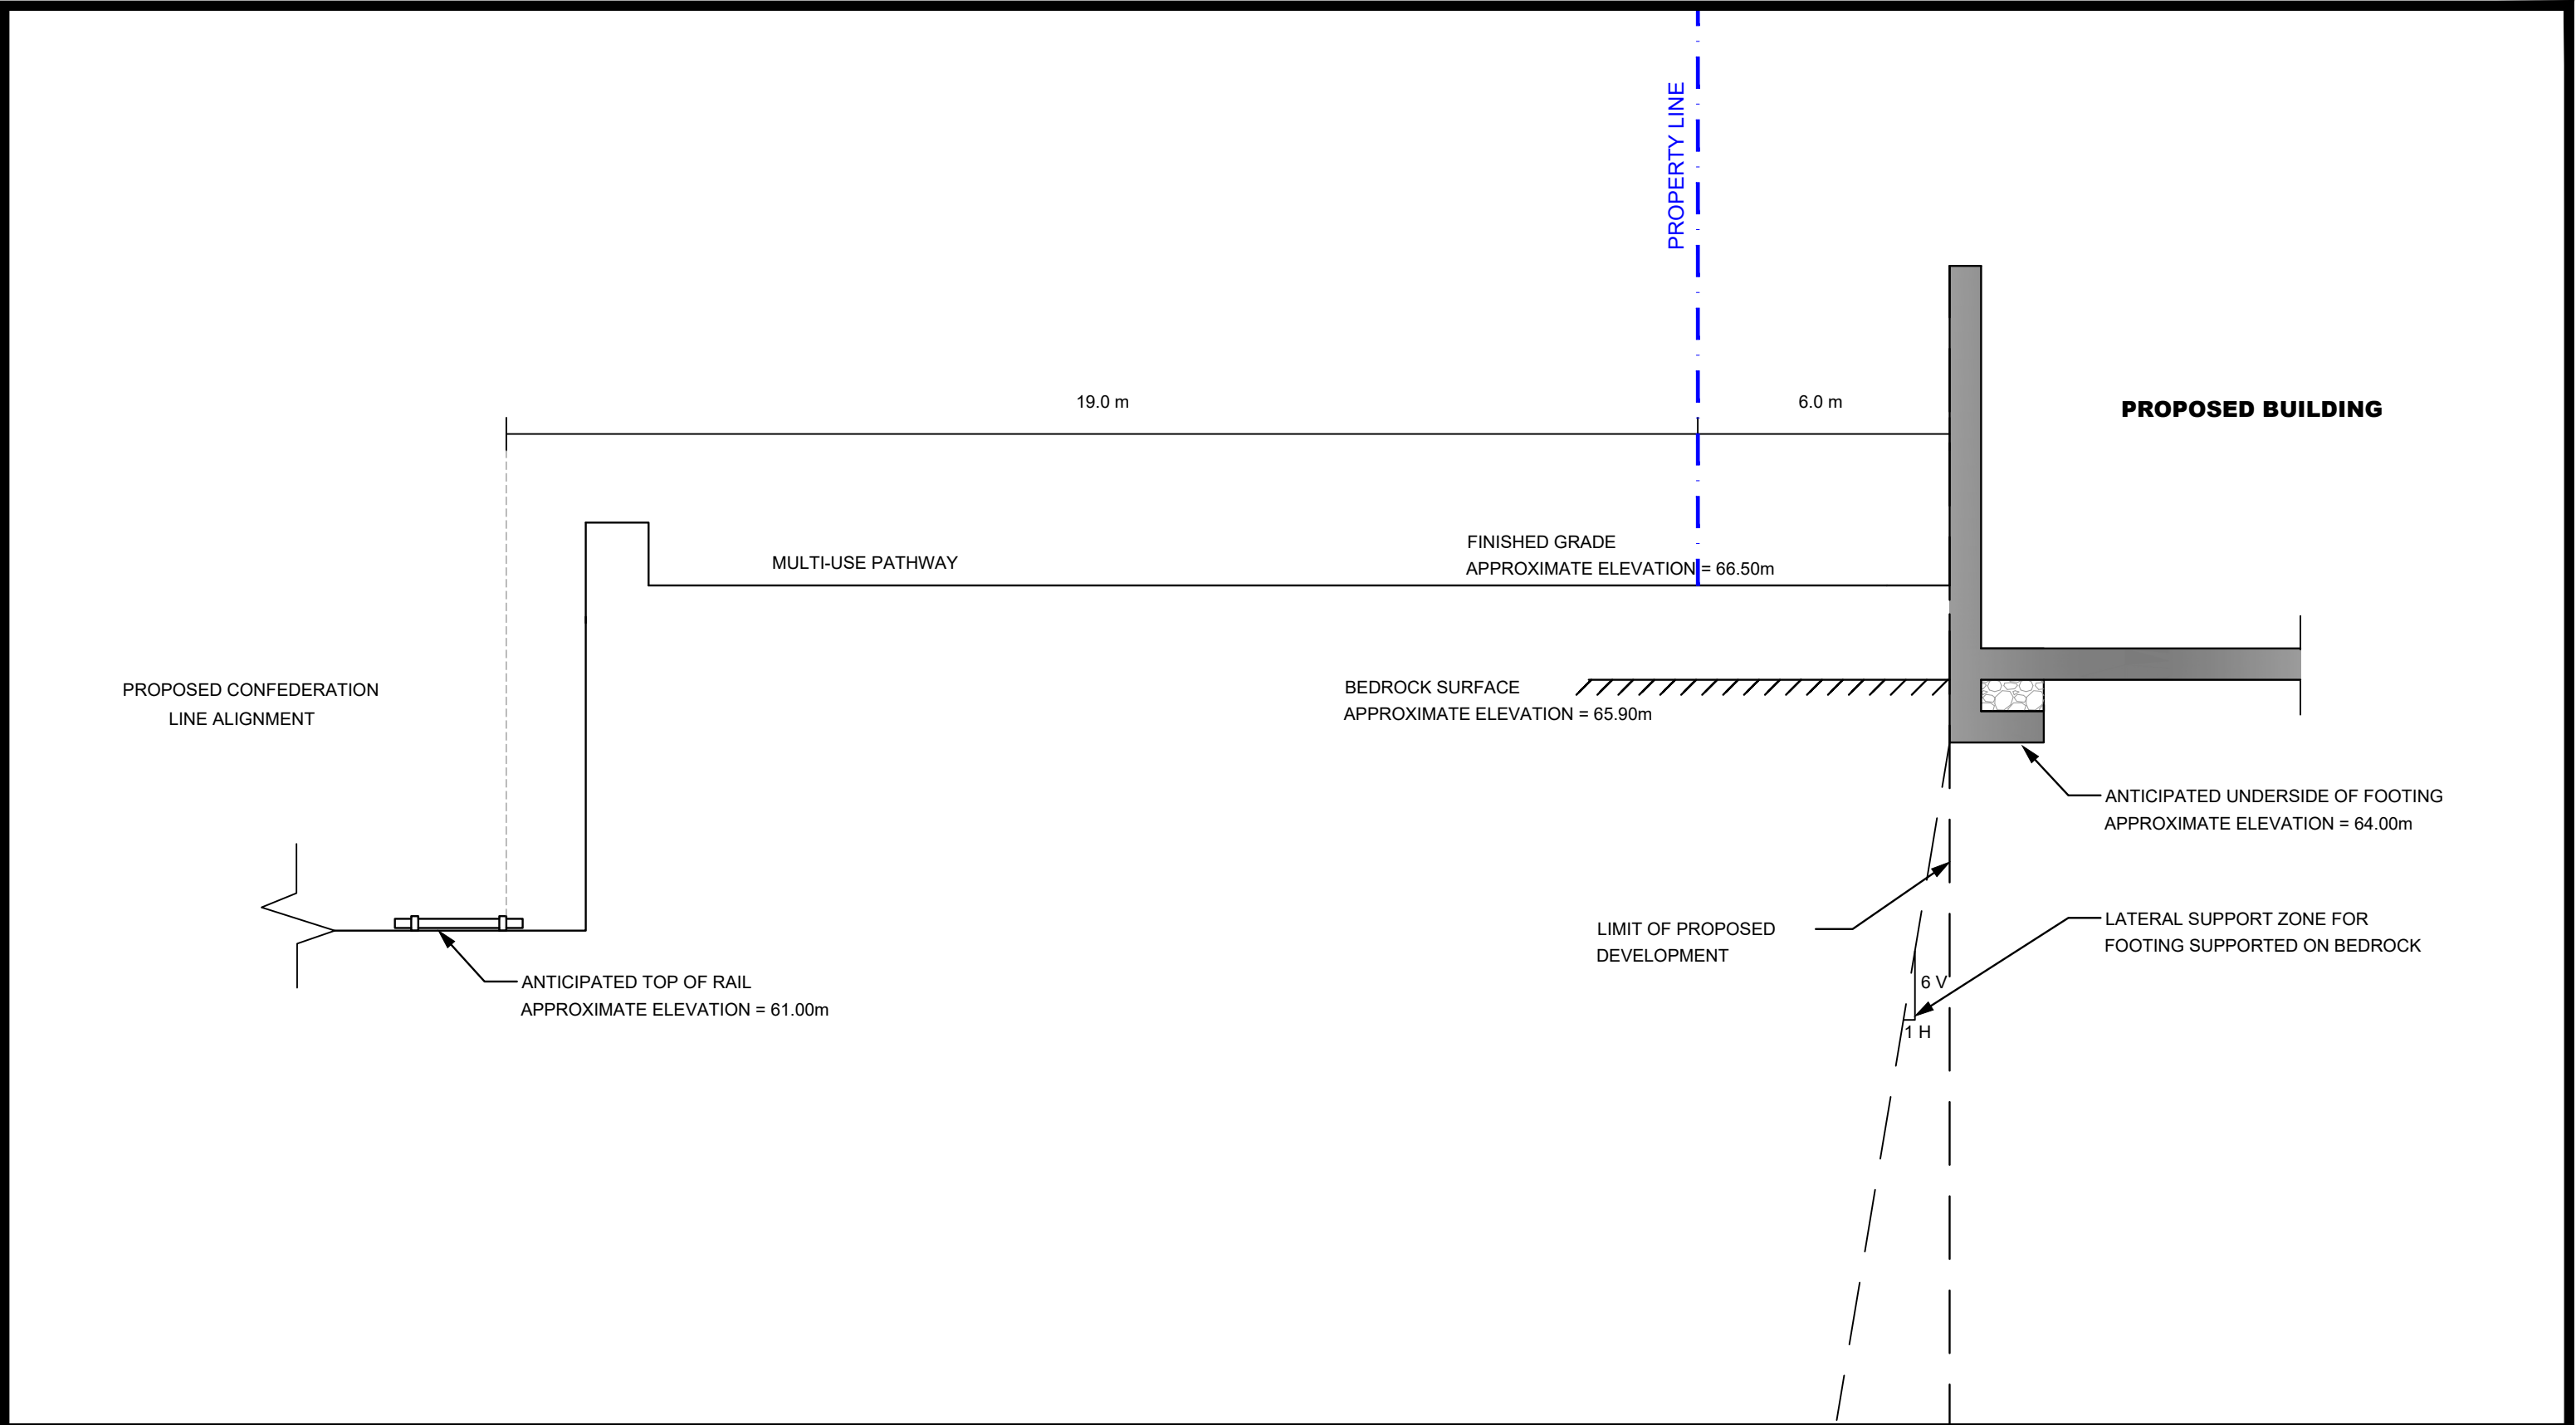 PROPERTY LINE
19.0 m
6.0 m
PROPOSED BUILDING
MULTI-USE PATHWAY
FINISHED GRADE
APPROXIMATE ELEVATION = 66.50m
PROPOSED CONFEDERATION
LINE ALIGNMENT
BEDROCK SURFACE
APPROXIMATE ELEVATION = 65.90m
ANTICIPATED UNDERSIDE OF FOOTING
APPROXIMATE ELEVATION = 64.00m
LIMIT OF PROPOSED
DEVELOPMENT
LATERAL SUPPORT ZONE FOR
FOOTING SUPPORTED ON BEDROCK
ANTICIPATED TOP OF RAIL
APPROXIMATE ELEVATION = 61.00m
6 V
1 H